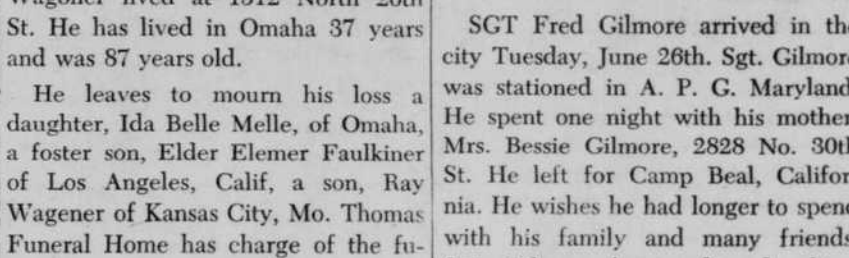 St. He has lived in Omaha 37 years
and was 87 years old.
He leaves to mourn his loss a
daughter, Ida Belle Melle, of Omaha,
a foster son, Elder Elemer Faulkiner
of Los Angeles, Calif, a son, Ray
Wagener of Kansas City, Mo. Thomas
Funeral Home has charge of the fu-
SGT Fred Gilmore arrived in the
city Tuesday, June 26th. Sgt. Gilmore
was stationed in A. P. G. Maryland
He spent one night with his mother
Mrs. Bessie Gilmore, 2828 No. 30th
St. He left for Camp Beal, Califor
nia. He wishes he had longer to spend
with his family and many friends